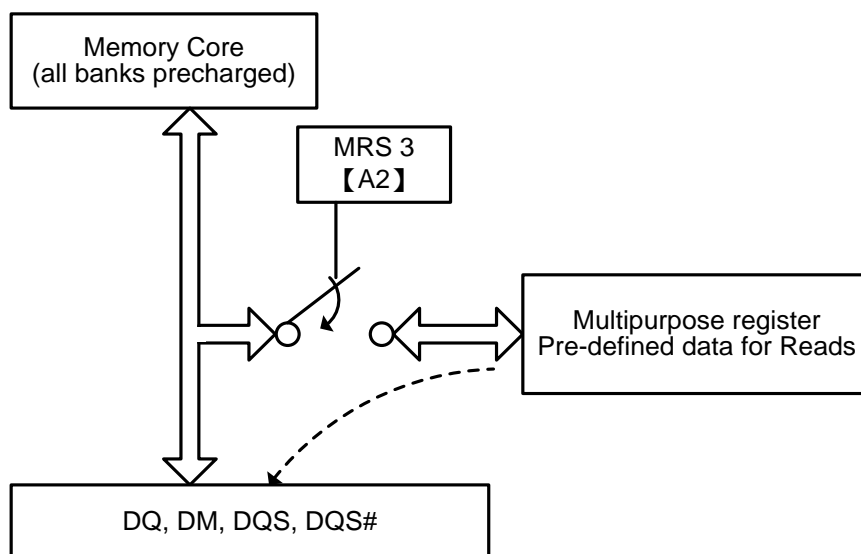 Memory Core
(all banks precharged)
MRS 3
【A2】
Multipurpose register
Pre-defined data for Reads
DQ, DM, DQS, DQS#